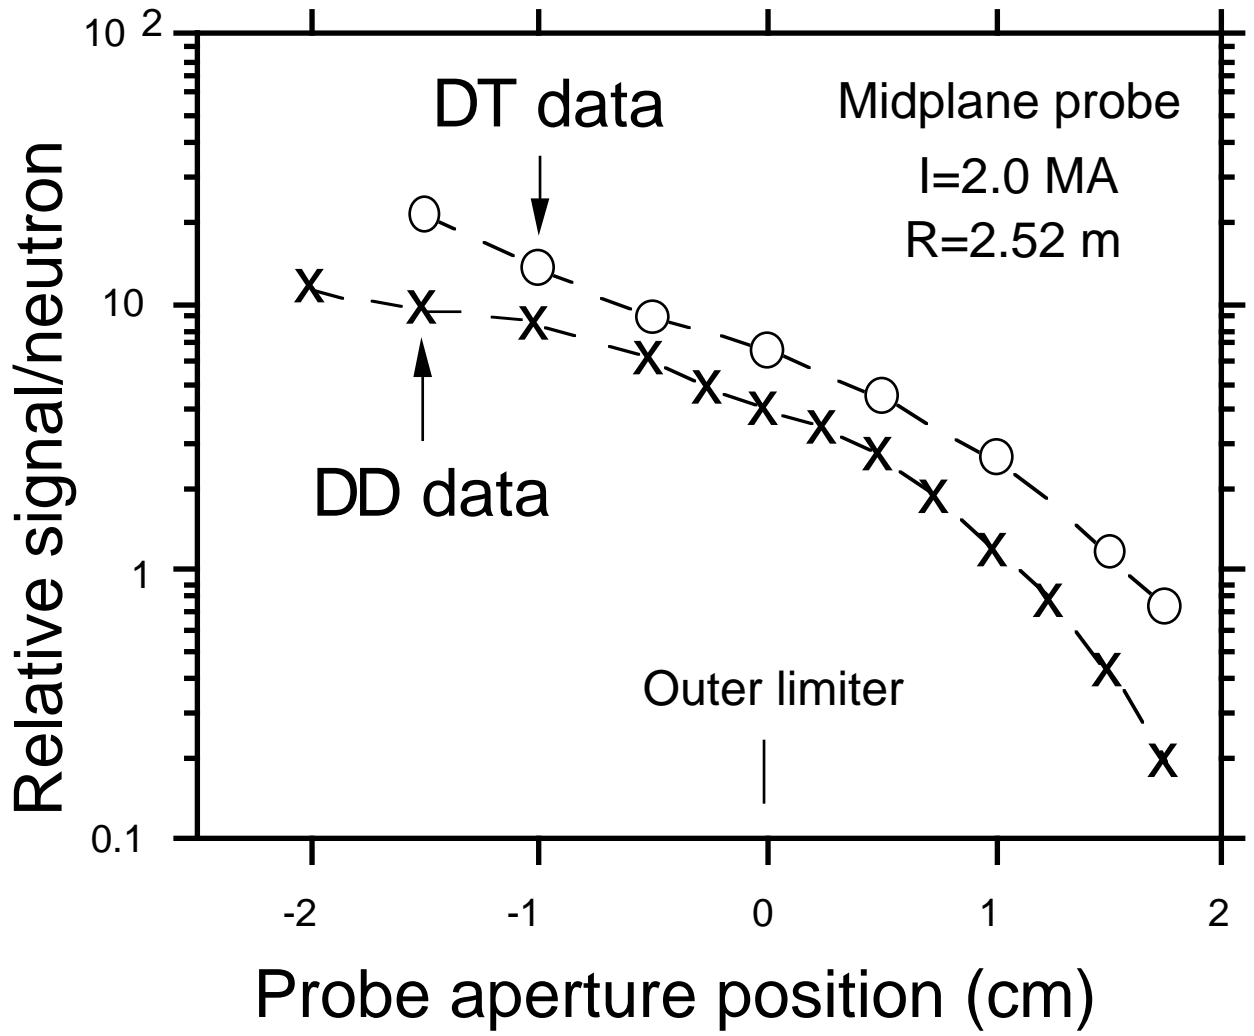 10 2
DT data
Midplane probe
I=2.0 MA
R=2.52 m
10
DD data
1
Outer limiter
0.1
-2 -1 0 1 2
Probe aperture position (cm)
Relative signal/neutron